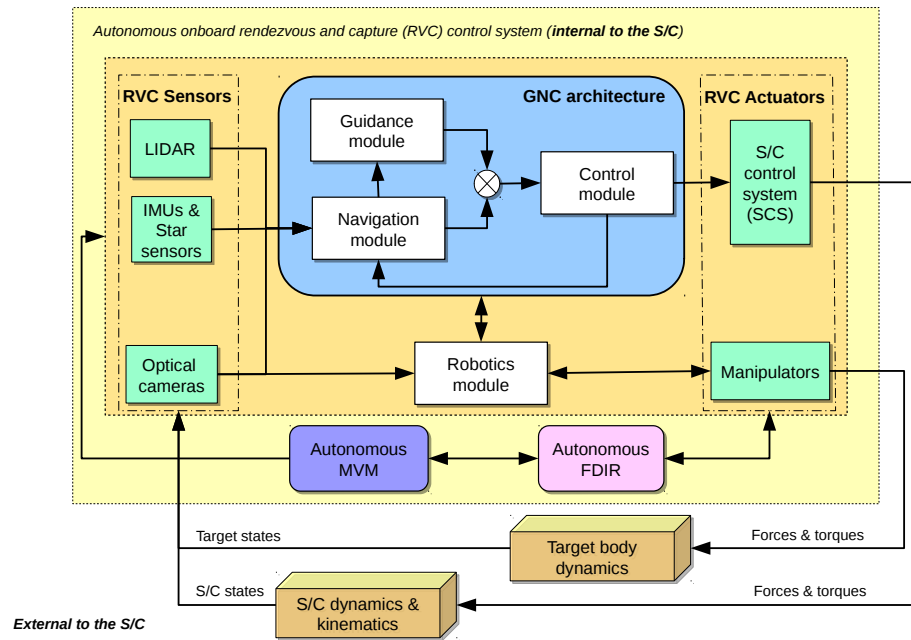 Autonomous onboard rendezvous and capture (RVC) control system (internal to the S/C)
RVC Sensors
GNC architecture
RVC Actuators
LIDAR
IMUs &
Star
sensors
Optical
cameras
Guidance
module
Navigation
module
Control
module
S/C
control
system
(SCS)
Robotics
module
Manipulators
Autonomous
MVM
Autonomous
FDIR
Target states
Target body
dynamics
Forces & torques
S/C states
S/C dynamics &
kinematics
Forces & torques
External to the S/C